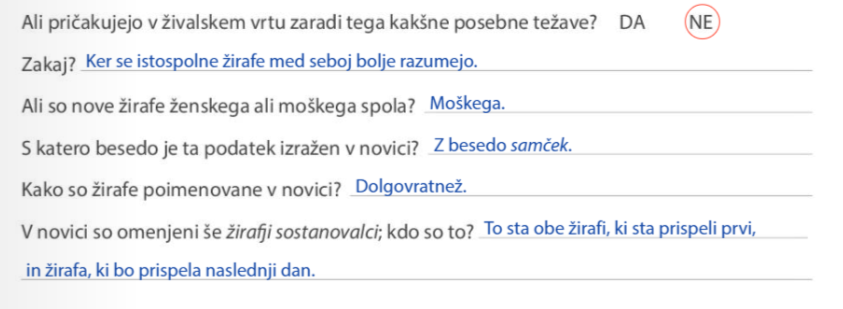 Ali pričakujejo v živalskem vrtu zaradi tega kakšne posebne težave? DA NE
Zakaj? Ker se istospolne žirafe med seboj bolje razumejo.
Ali so nove žirafe ženskega ali moškega spola? Moškega.
S katero besedo je ta podatek izražen v novici? Z besedo samček.
Kako so žirafe poimenovane v novici? Dolgovratnež.
V novici so omenjeni še žirafji sostanovalci; kdo so to? To sta obe žirafi, ki sta prispeli prvi,
in žirafa, ki bo prispela naslednji dan.